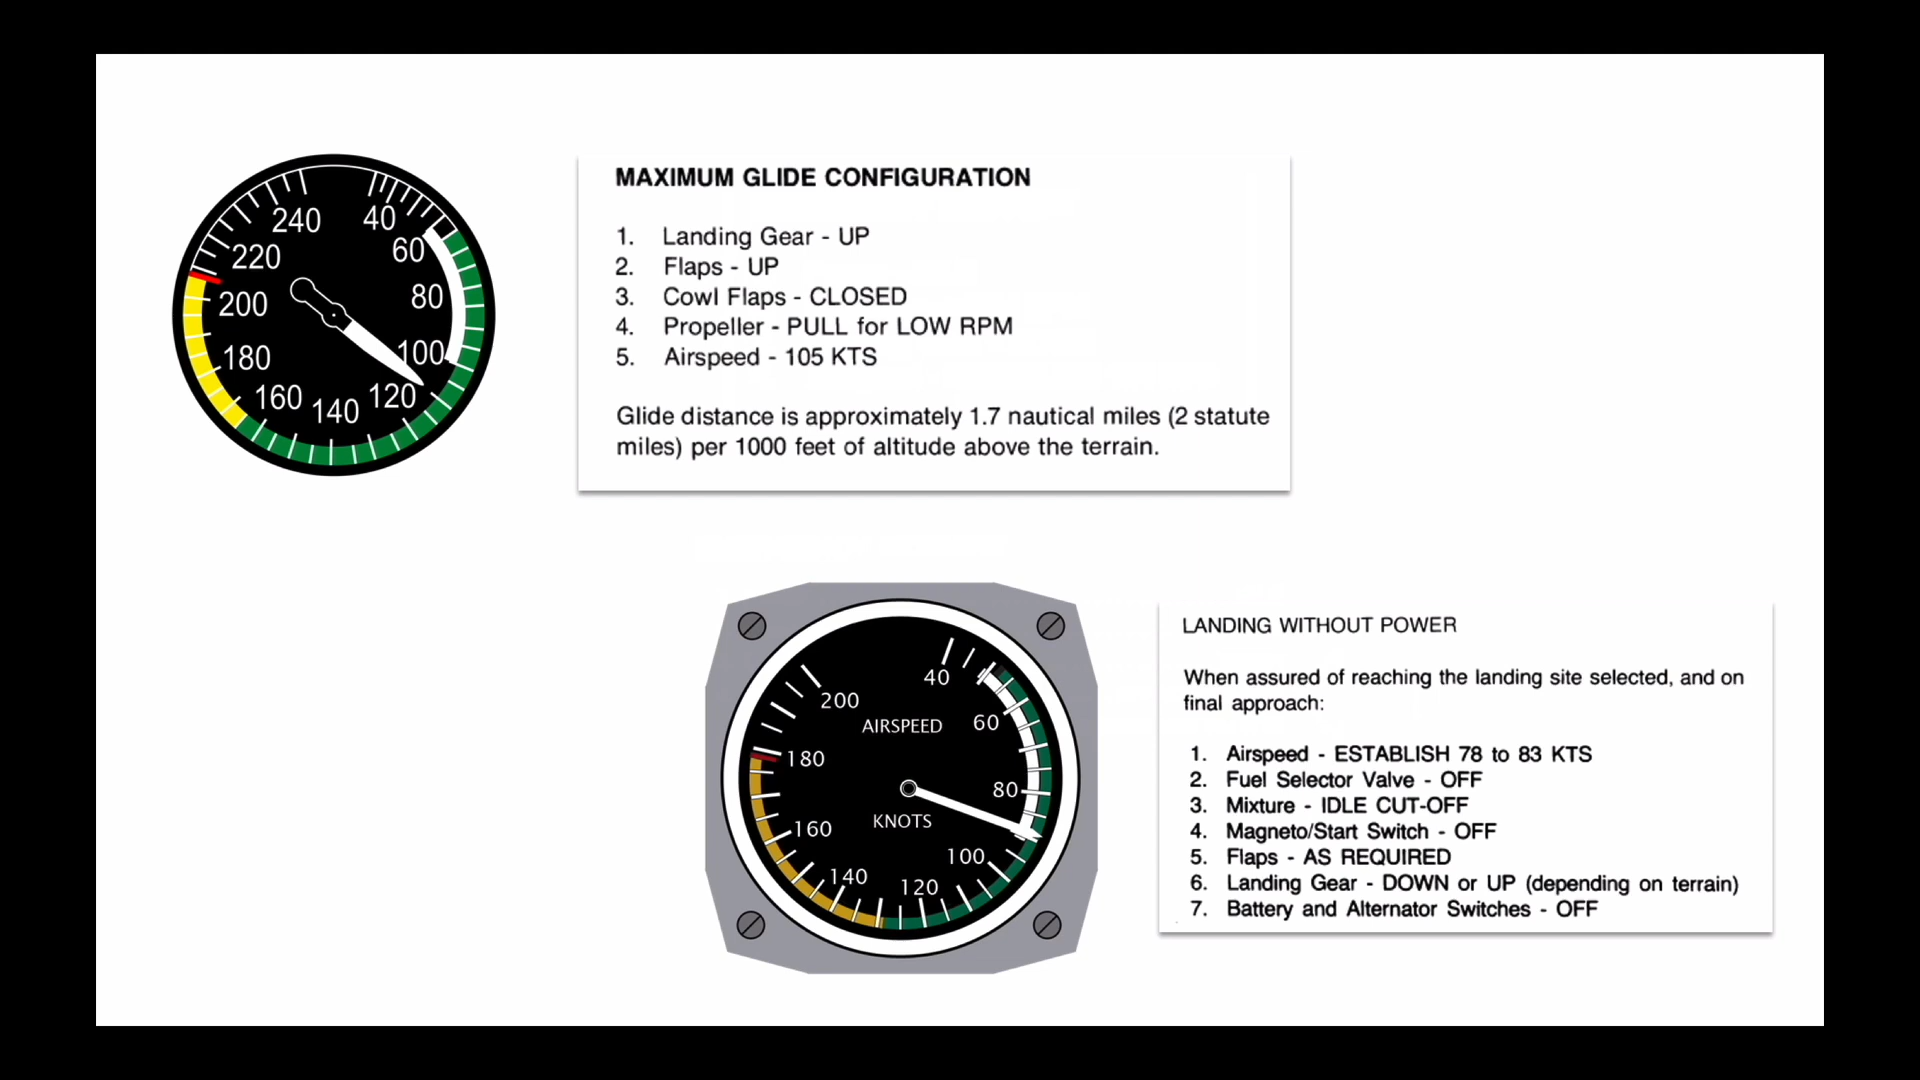 240
40
220
60
200
80
180
100
160
140
120
MAXIMUM GLIDE CONFIGURATION
1. Landing Gear - UP
2. Flaps - UP
3. Cowl Flaps - CLOSED
4. Propeller - PULL for LOW RPM
5. Airspeed - 105 KTS
Glide distance is approximately 1.7 nautical miles (2 statute
miles) per 1000 feet of altitude above the terrain.
40
200
60
AIRSPEED
180
80
KNOTS
160
100
140
120
LANDING WITHOUT POWER
When assured of reaching the landing site selected, and on
final approach:
1. Airspeed - ESTABLISH 78 to 83 KTS
2. Fuel Selector Valve - OFF
3. Mixture - IDLE CUT-OFF
4. Magneto/Start Switch - OFF
5. Flaps - AS REQUIRED
6. Landing Gear - DOWN or UP (depending on terrain)
7. Battery and Alternator Switches - OFF